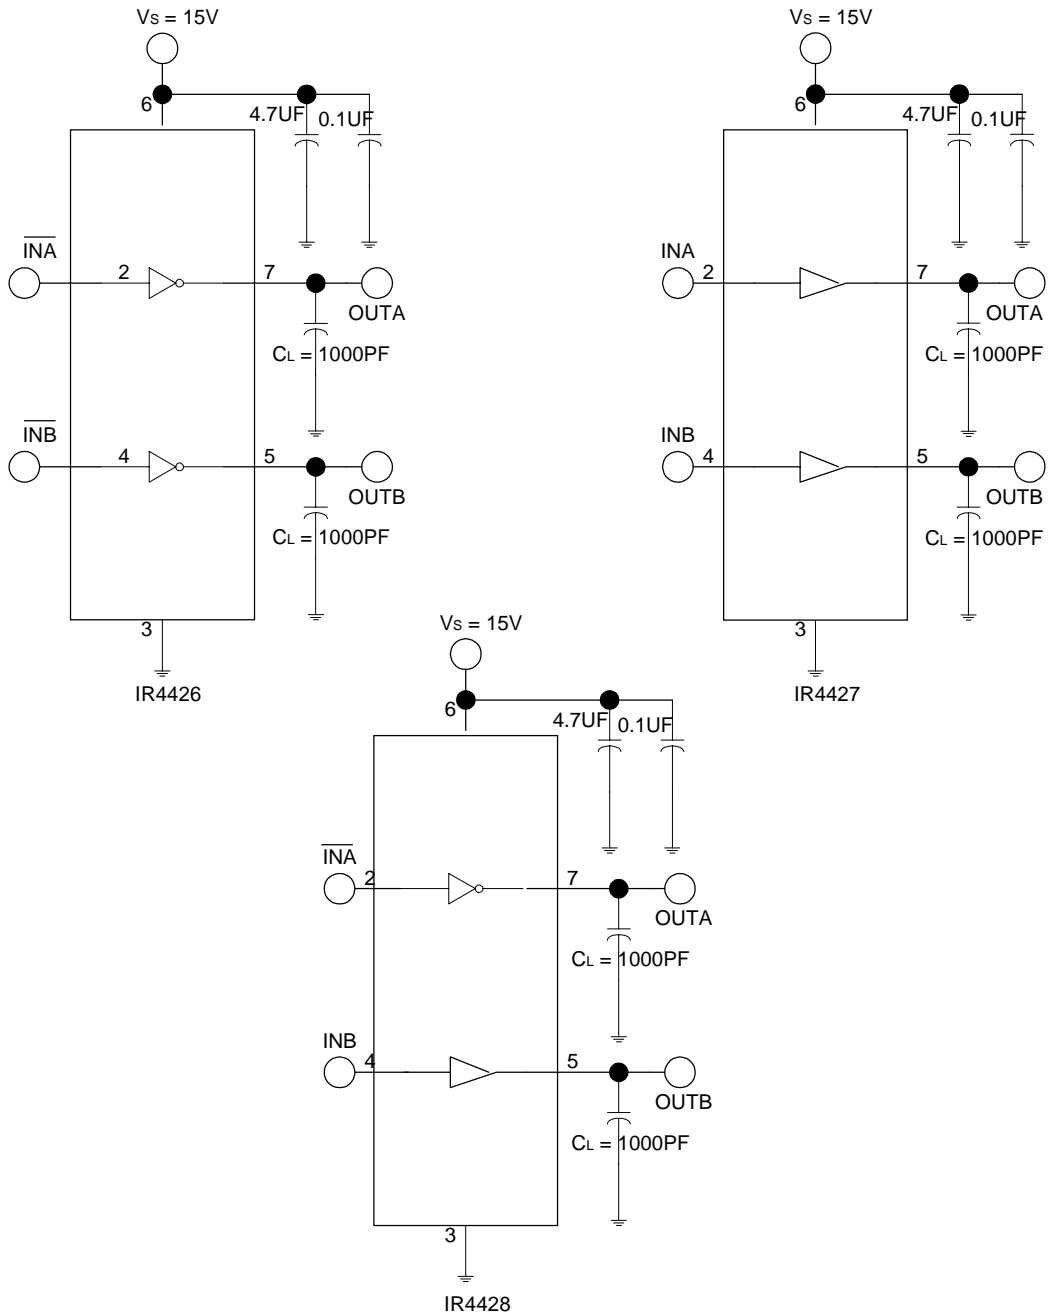 VS = 15V
6
4.7UF
0.1UF
INA
2
7
OUTA
CL = 1000PF
INB
4
5
OUTB
CL = 1000PF
3
IR4426
VS = 15V
6
4.7UF
0.1UF
INA
2
7
OUTA
CL = 1000PF
INB
4
5
OUTB
CL = 1000PF
3
IR4427
VS = 15V
6
4.7UF
0.1UF
INA
2
7
OUTA
CL = 1000PF
INB
4
5
OUTB
CL = 1000PF
3
IR4428